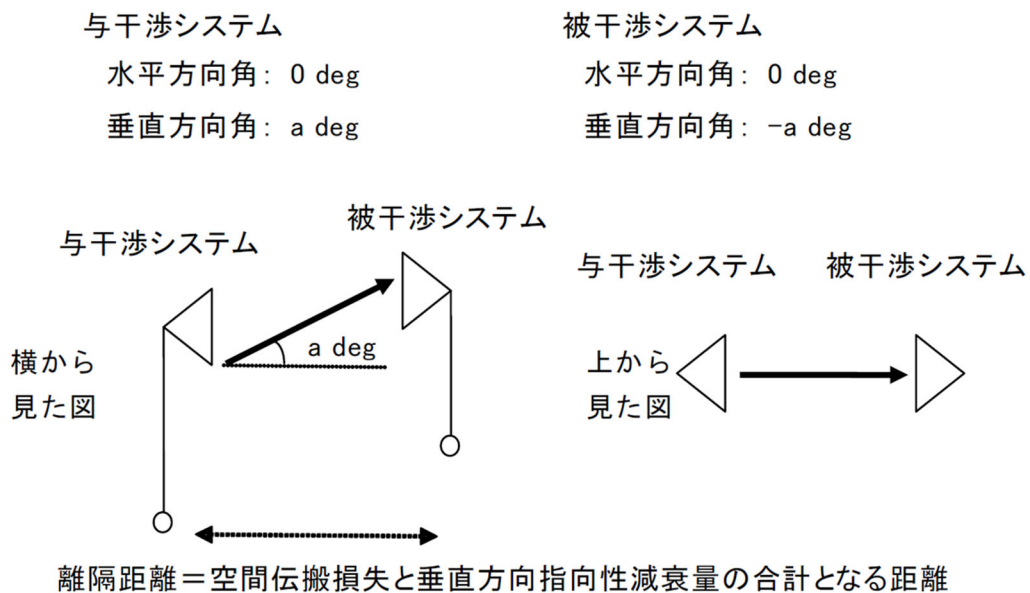 与干渉システム
水平方向角: 0 deg
垂直方向角: a deg
被干渉システム
水平方向角: 0 deg
垂直方向角: -a deg
与干渉システム
被干渉システム
a deg
横から
見た図
与干渉システム
被干渉システム
上から
見た図
離隔距離=空間伝搬損失と垂直方向指向性減衰量の合計となる距離